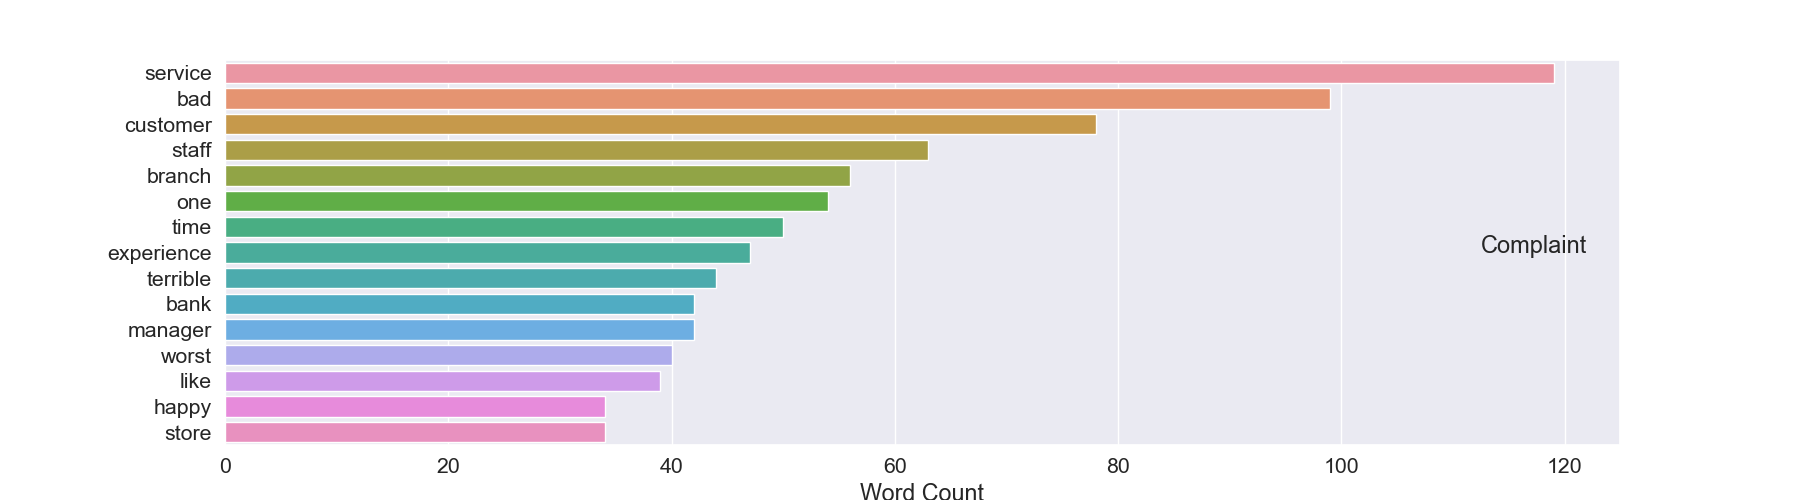 service
bad
customer
staff
branch
one
time
experience
Complaint
terrible
bank
manager
worst
like
happy
store
0 20 40 60 80 100 120
Word Count